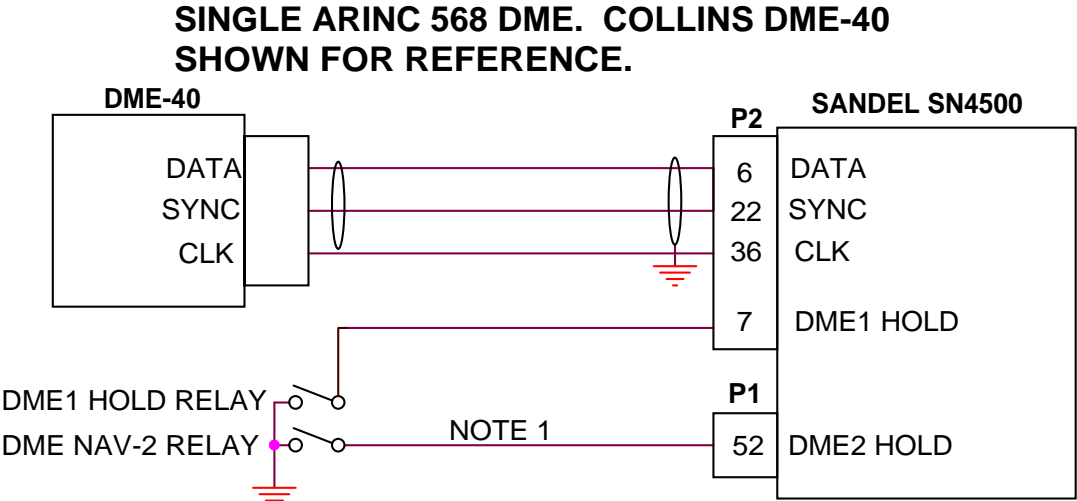 SINGLE ARINC 568 DME.  COLLINS DME-40
SHOWN FOR REFERENCE.
DME-40
P2
SANDEL SN4500
DATA
6
DATA
SYNC
22
SYNC
CLK
36
CLK
7
DME1 HOLD
DME1 HOLD RELAY
P1
DME NAV-2 RELAY
NOTE 1
52
DME2 HOLD